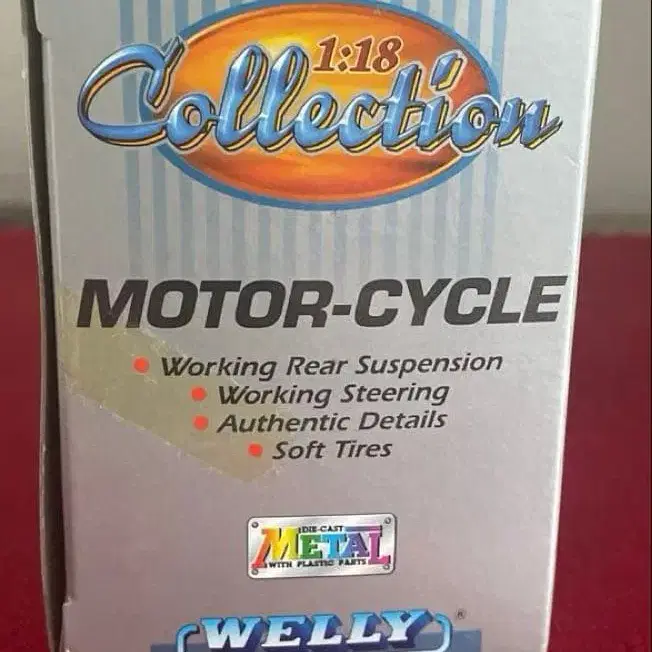 1:18
Collection
MOTOR-CYCLE
• Working Rear Suspension
• Working Steering
• Authentic Details
• Soft Tires
DIE-CAST
METAL
WITH PLASTIC PARTS
WELLY ®